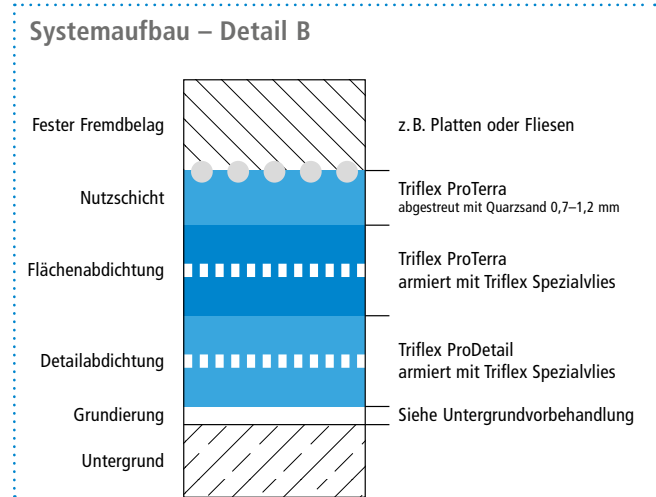 Systemaufbau – Detail B
Fester Fremdbelag
z. B. Platten oder Fliesen
Nutzschicht
Triflex ProTerra
abgestreut mit Quarzsand 0,7–1,2 mm
Flächenabdichtung
Triflex ProTerra
armiert mit Triflex Spezialvlies
Detailabdichtung
Triflex ProDetail
armiert mit Triflex Spezialvlies
Grundierung
Siehe Untergrundvorbehandlung
Untergrund